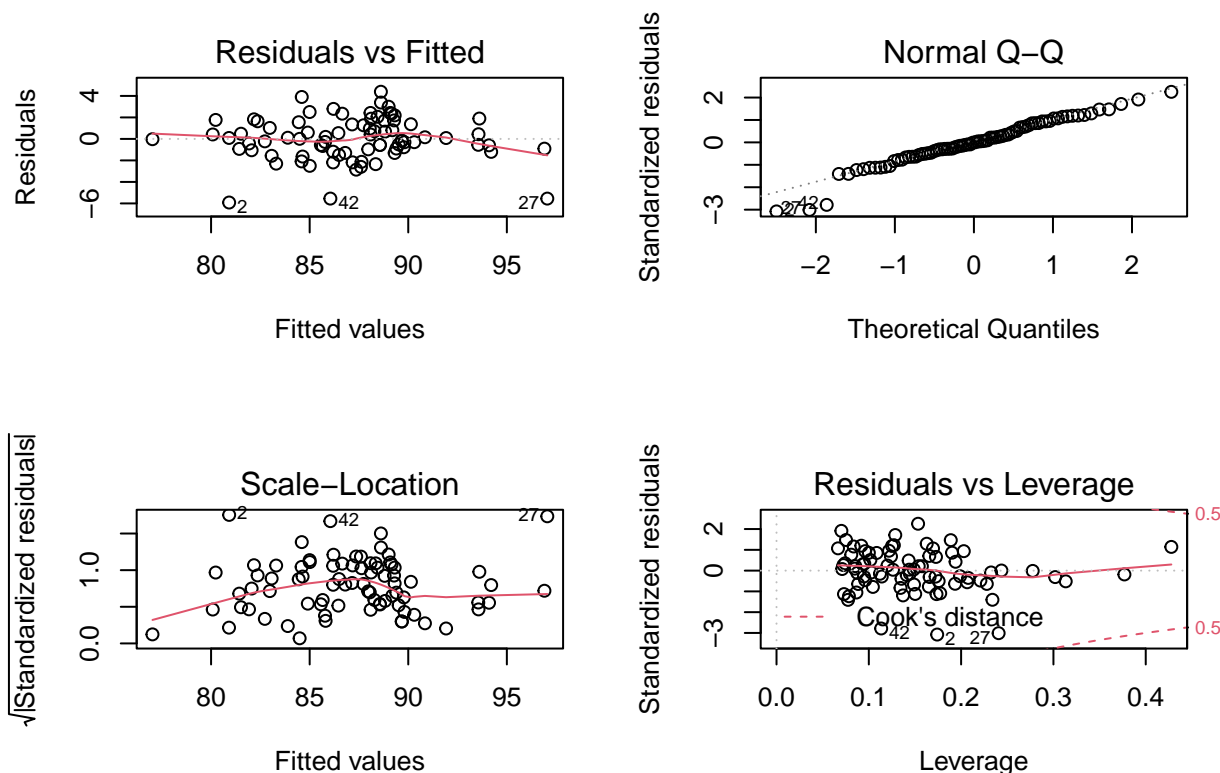 Residuals vs Fitted
Residuals
4
0
−6
2
42
27
80 85 90 95
Fitted values
Normal Q−Q
Standardized residuals
2
0
−3
2
27
42
−2 −1 0 1 2
Theoretical Quantiles
Scale−Location
√|Standardized residuals|
1.0
0.0
2
42
27
80 85 90 95
Fitted values
Residuals vs Leverage
Standardized residuals
2
0
−3
0.5
0.5
Cook's distance
42
2
27
0.0 0.1 0.2 0.3 0.4
Leverage